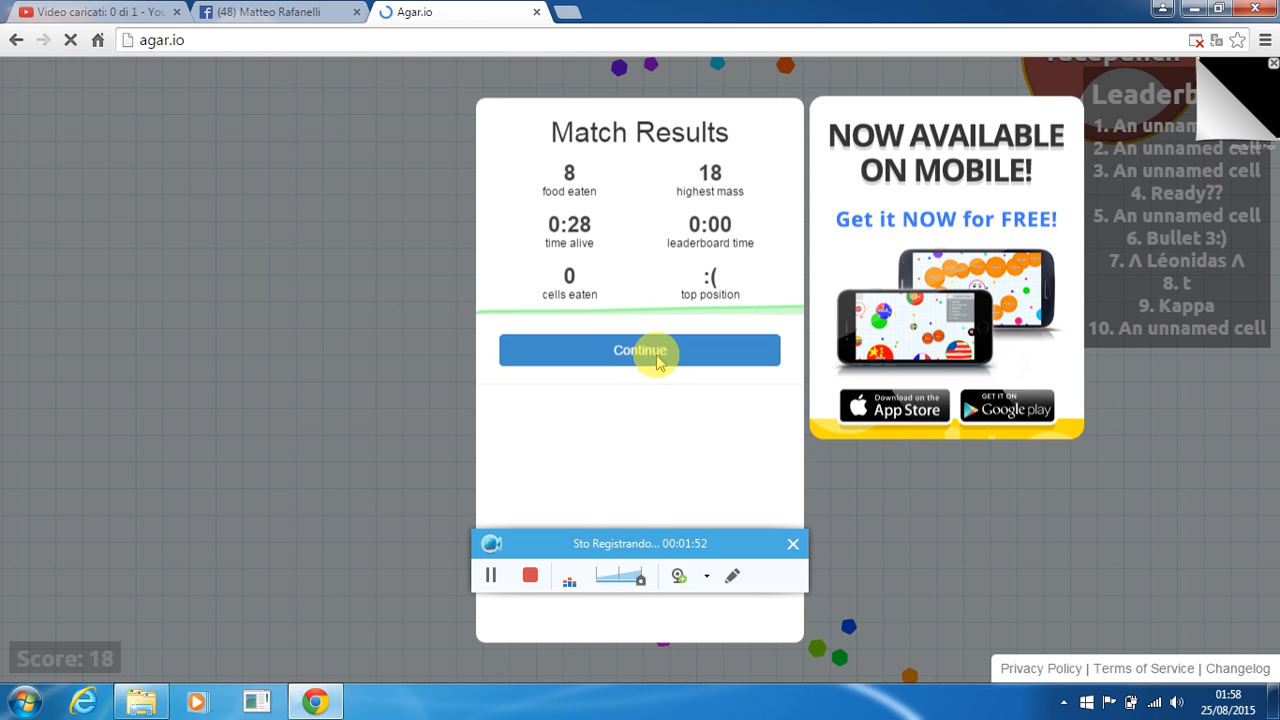 Video caricati: 0 di 1 - You
(48) Matteo Rafanelli
Agar.io
agar.io
Match Results
8
food eaten
18
highest mass
0:28
time alive
0:00
leaderboard time
0
cells eaten
:(
top position
Continue
NOW AVAILABLE
ON MOBILE!
Get it NOW for FREE!
Download on the
App Store
GET IT ON
Google play
Leaderb
1. An unnam
2. An unnamed cell
3. An unnamed cell
4. Ready??
5. An unnamed cell
6. Bullet 3:)
7. Λ Léonidas Λ
8. t
9. Kappa
10. An unnamed cell
Sto Registrando... 00:01:52
Score: 18
Privacy Policy | Terms of Service | Changelog
01:58
25/08/2015